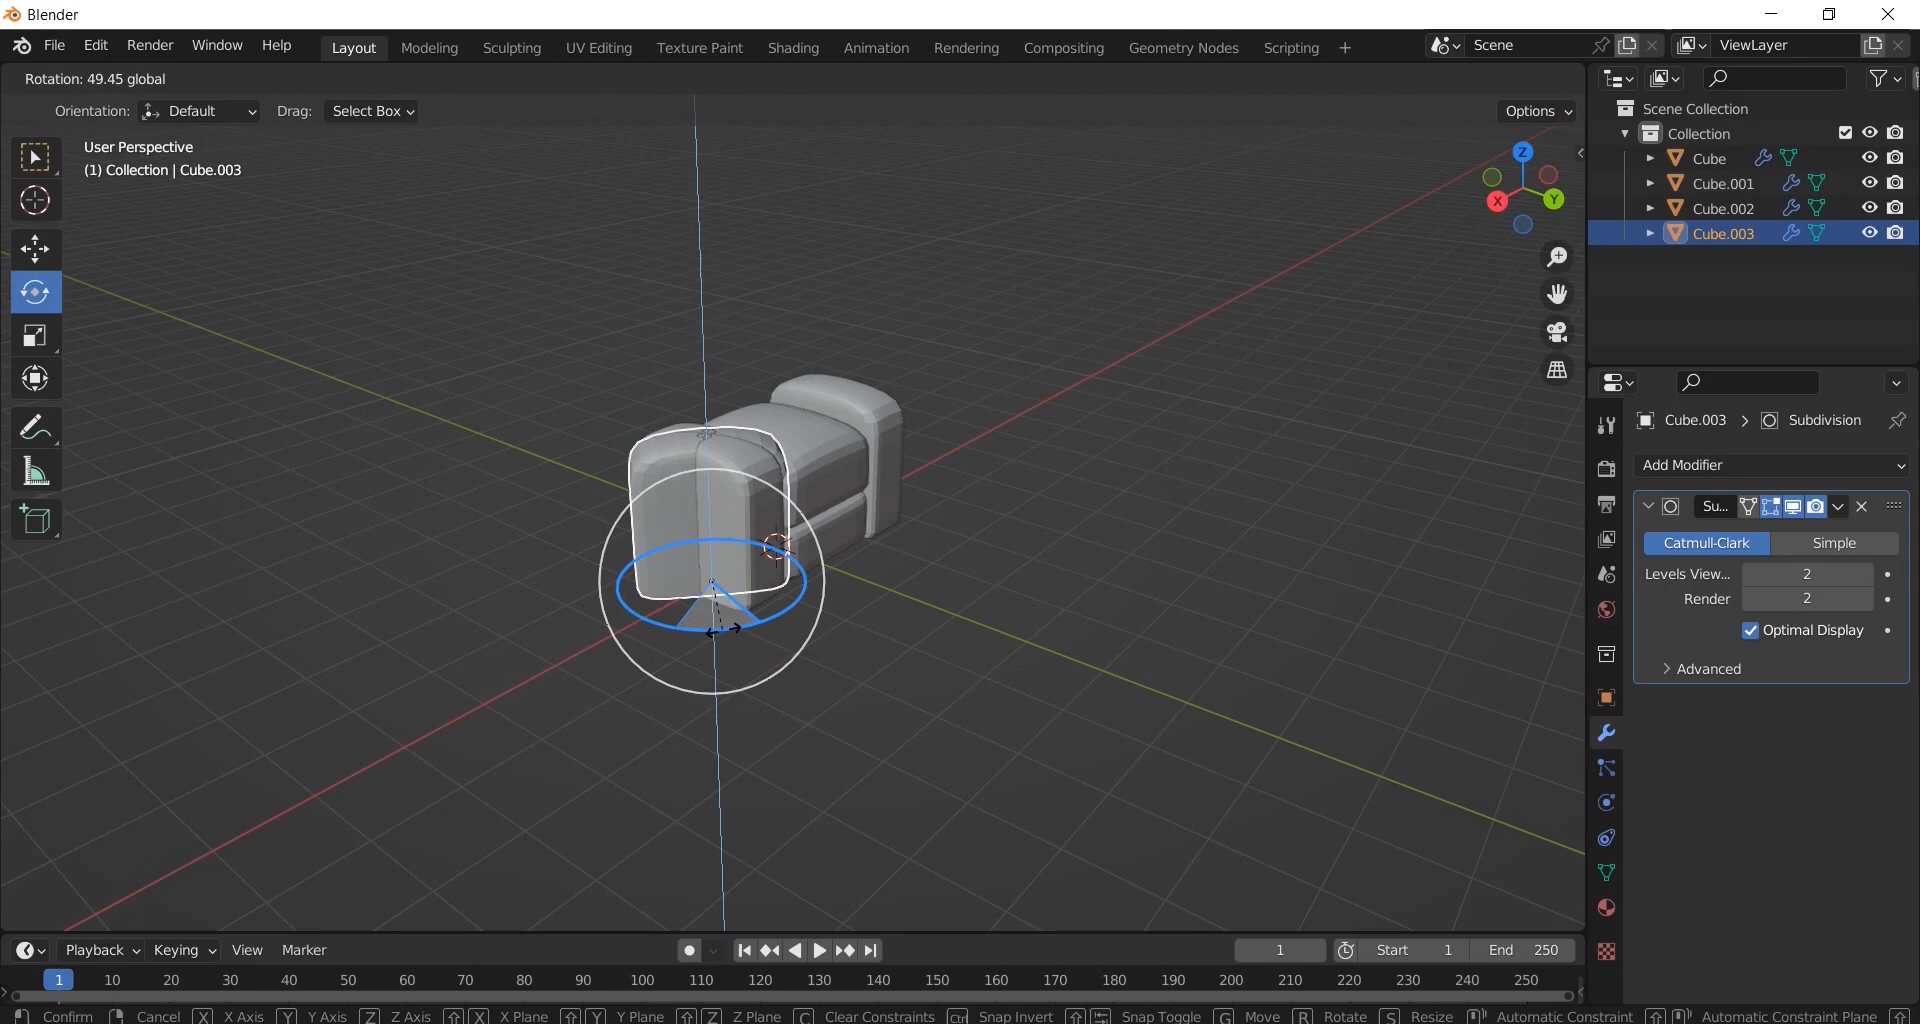 Blender
File Edit Render Window Help Layout Modeling Sculpting UV Editing Texture Paint Shading Animation Rendering Compositing Geometry Nodes Scripting + Scene ViewLayer
Rotation: 49.45 global
Orientation: Default Drag: Select Box Options
User Perspective
(1) Collection | Cube.003
Z
X
Y
Scene Collection
Collection
Cube
Cube.001
Cube.002
Cube.003
Cube.003 > Subdivision
Add Modifier
Su...
Catmull-Clark Simple
Levels View... 2
Render 2
Optimal Display
Advanced
Playback Keying View Marker 1 Start 1 End 250
1 10 20 30 40 50 60 70 80 90 100 110 120 130 140 150 160 170 180 190 200 210 220 230 240 250
Confirm Cancel X X Axis Y Y Axis Z Z Axis X X Plane Y Y Plane Z Z Plane C Clear Constraints Ctrl Snap Invert Snap Toggle G Move R Rotate S Resize Automatic Constraint Automatic Constraint Plane